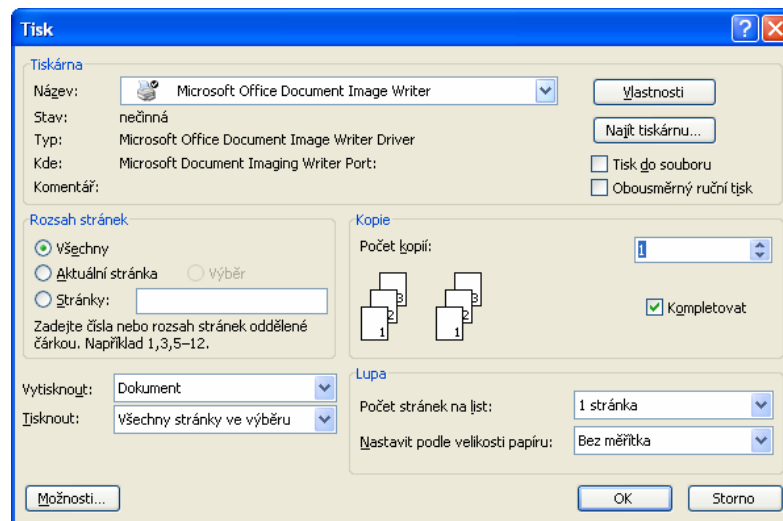 Tisk
Tiskárna
Název: Microsoft Office Document Image Writer
Vlastnosti
Stav: nečinná
Typ: Microsoft Office Document Image Writer Driver
Najít tiskárnu...
Kde: Microsoft Document Imaging Writer Port:
Tisk do souboru
Komentář:
Obousměrný ruční tisk
Rozsah stránek
Všechny
Aktuální stránka Výběr
Stránky:
Zadejte čísla nebo rozsah stránek oddělené
čárkou. Například 1,3,5–12.
Kopie
Počet kopií: 1
3 3
2 2
1 1
Kompletovat
Vytisknout: Dokument
Tisknout: Všechny stránky ve výběru
Lupa
Počet stránek na list: 1 stránka
Nastavit podle velikosti papíru: Bez měřítka
Možnosti...
OK
Storno